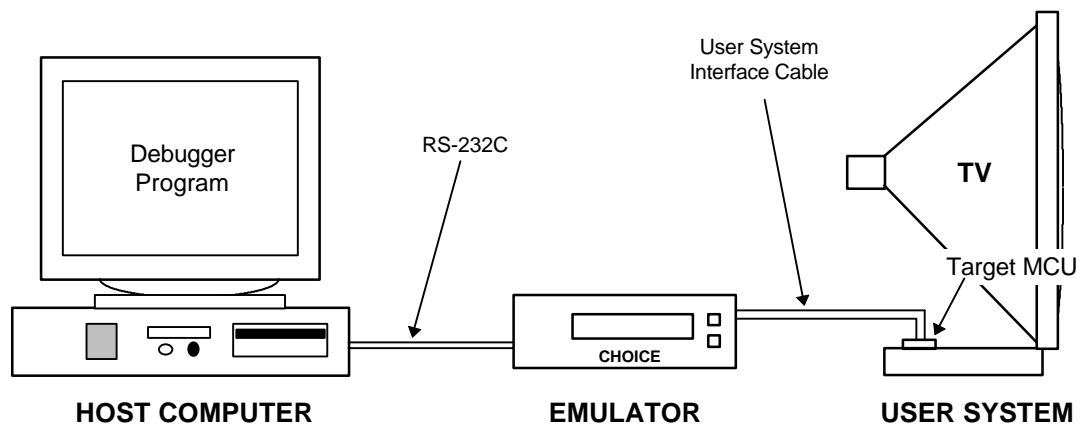 User System
Interface Cable
RS-232C
Debugger
Program
TV
Target MCU
CHOICE
HOST COMPUTER
EMULATOR
USER SYSTEM